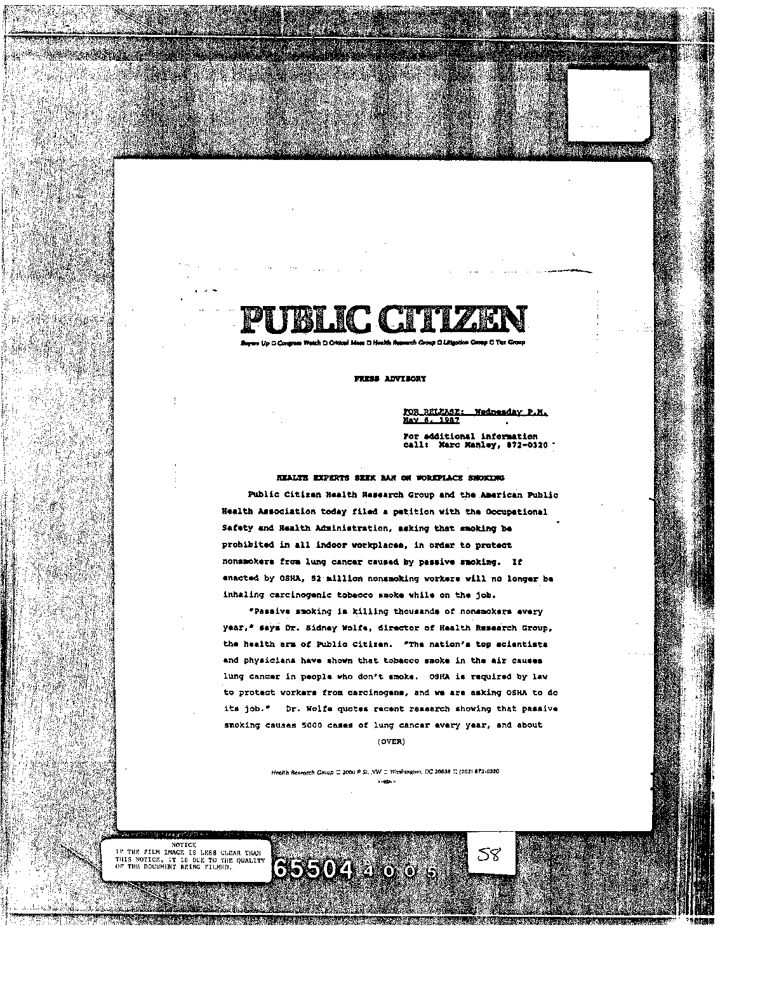 PUBLIC CITIZEN
Buyers Up □ Congress Watch □ Critical Mass □ Health Research Group □ Litigation Group □ Tax Group
PRESS ADVISORY
FOR RELEASE: Wednesday P.M.
May 6, 1987
For additional information
call: Marc Manley, 872-0320
HEALTH EXPERTS SEEK BAN ON WORKPLACE SMOKING
Public Citizen Health Research Group and the American Public
Health Association today filed a petition with the Occupational
Safety and Health Administration, asking that smoking be
prohibited in all indoor workplaces, in order to protect
nonsmokers from lung cancer caused by passive smoking. If
enacted by OSHA, 52 million nonsmoking workers will no longer be
inhaling carcinogenic tobacco smoke while on the job.
"Passive smoking is killing thousands of nonsmokers every
year," says Dr. Sidney Wolfe, director of Health Research Group,
the health arm of Public Citizen. "The nation's top scientists
and physicians have shown that tobacco smoke in the air causes
lung cancer in people who don't smoke. OSHA is required by law
to protect workers from carcinogens, and we are asking OSHA to do
its job." Dr. Wolfe quotes recent research showing that passive
smoking causes 5000 cases of lung cancer every year, and about
(OVER)
Health Research Group □ 2000 P St. NW □ Washington, DC 20036 □ (202) 872-0320
NOTICE
IF THE FILM IMAGE IS LESS CLEAR THAN
THIS NOTICE, IT IS DUE TO THE QUALITY
OF THE DOCUMENT BEING FILMED.
65504 4005
58